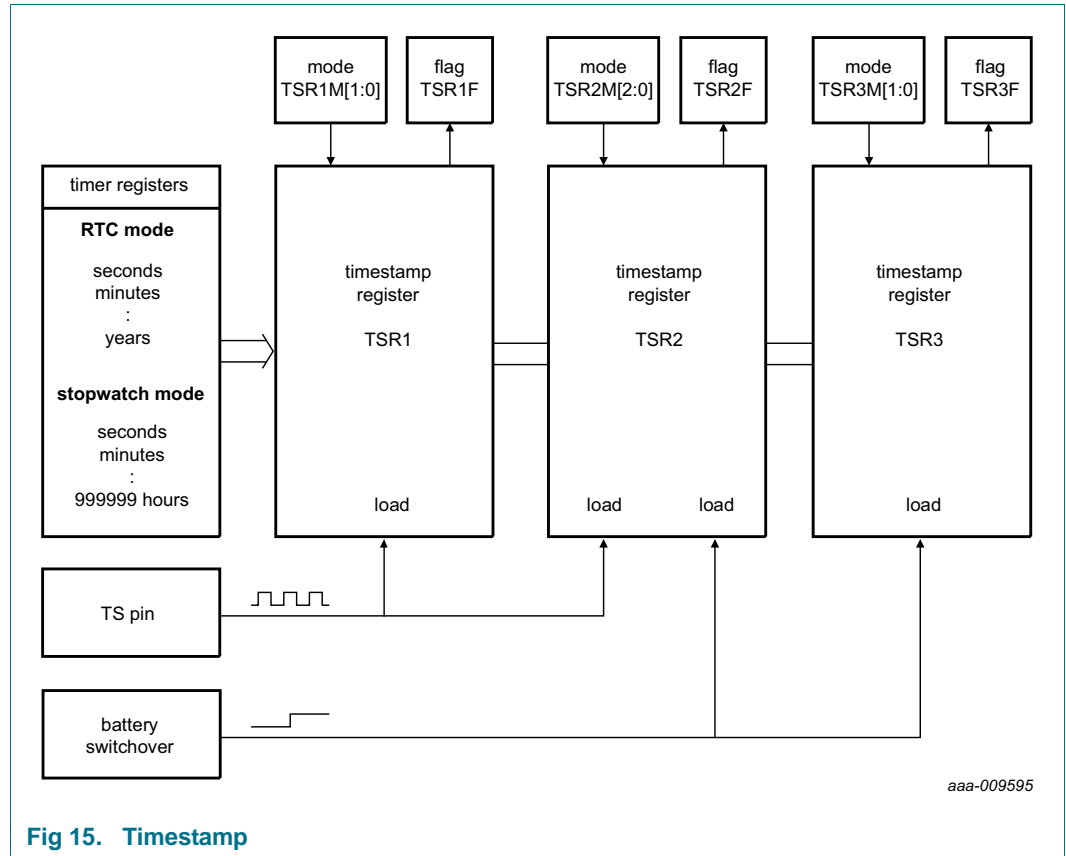 mode
TSR1M[1:0]
flag
TSR1F
mode
TSR2M[2:0]
flag
TSR2F
mode
TSR3M[1:0]
flag
TSR3F
timer registers
RTC mode
seconds
minutes
:
years
stopwatch mode
seconds
minutes
:
999999 hours
timestamp
register
TSR1
load
timestamp
register
TSR2
load
load
timestamp
register
TSR3
load
TS pin
battery
switchover
aaa-009595
Fig 15. Timestamp